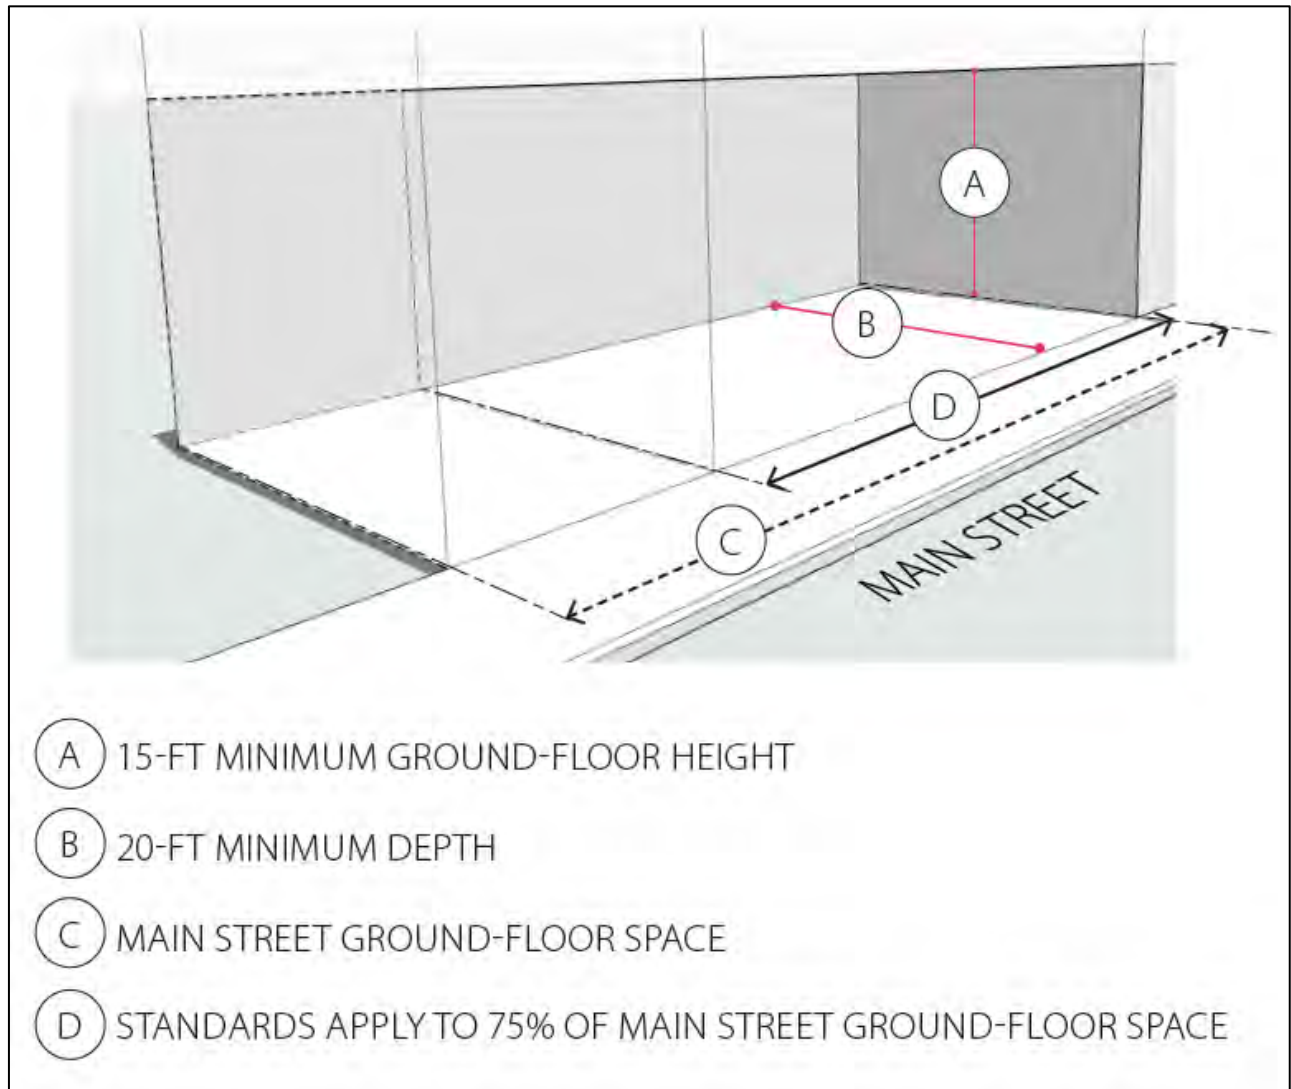 A
B
D
C
MAIN STREET
A 15-FT MINIMUM GROUND-FLOOR HEIGHT
B 20-FT MINIMUM DEPTH
C MAIN STREET GROUND-FLOOR SPACE
D STANDARDS APPLY TO 75% OF MAIN STREET GROUND-FLOOR SPACE